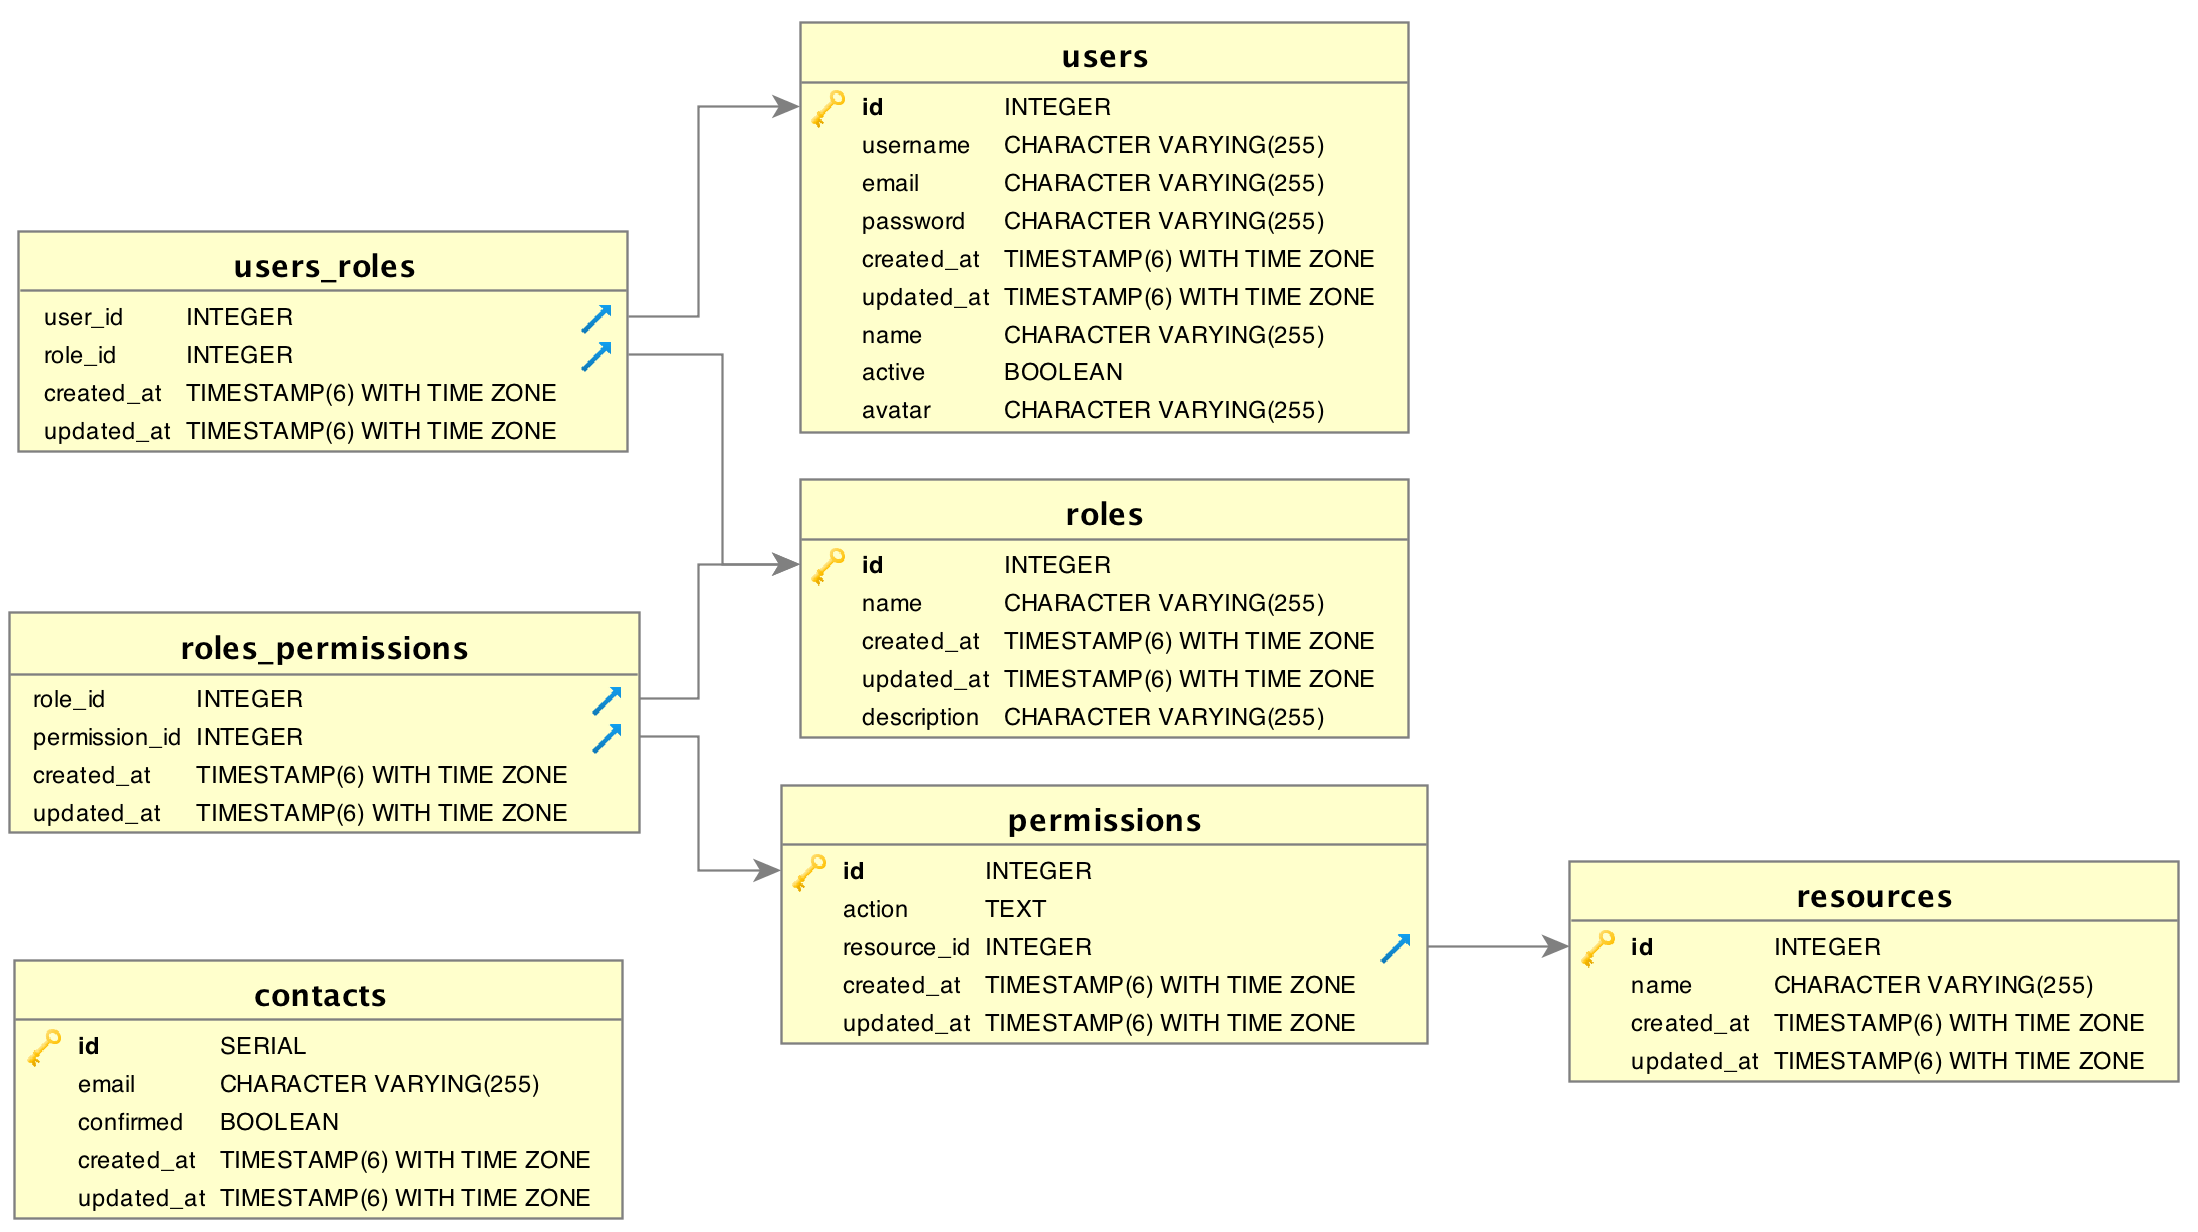 users
id INTEGER
username CHARACTER VARYING(255)
email CHARACTER VARYING(255)
password CHARACTER VARYING(255)
created_at TIMESTAMP(6) WITH TIME ZONE
updated_at TIMESTAMP(6) WITH TIME ZONE
name CHARACTER VARYING(255)
active BOOLEAN
avatar CHARACTER VARYING(255)
users_roles
user_id INTEGER
role_id INTEGER
created_at TIMESTAMP(6) WITH TIME ZONE
updated_at TIMESTAMP(6) WITH TIME ZONE
roles
id INTEGER
name CHARACTER VARYING(255)
created_at TIMESTAMP(6) WITH TIME ZONE
updated_at TIMESTAMP(6) WITH TIME ZONE
description CHARACTER VARYING(255)
roles_permissions
role_id INTEGER
permission_id INTEGER
created_at TIMESTAMP(6) WITH TIME ZONE
updated_at TIMESTAMP(6) WITH TIME ZONE
permissions
id INTEGER
action TEXT
resource_id INTEGER
created_at TIMESTAMP(6) WITH TIME ZONE
updated_at TIMESTAMP(6) WITH TIME ZONE
resources
id INTEGER
name CHARACTER VARYING(255)
created_at TIMESTAMP(6) WITH TIME ZONE
updated_at TIMESTAMP(6) WITH TIME ZONE
contacts
id SERIAL
email CHARACTER VARYING(255)
confirmed BOOLEAN
created_at TIMESTAMP(6) WITH TIME ZONE
updated_at TIMESTAMP(6) WITH TIME ZONE